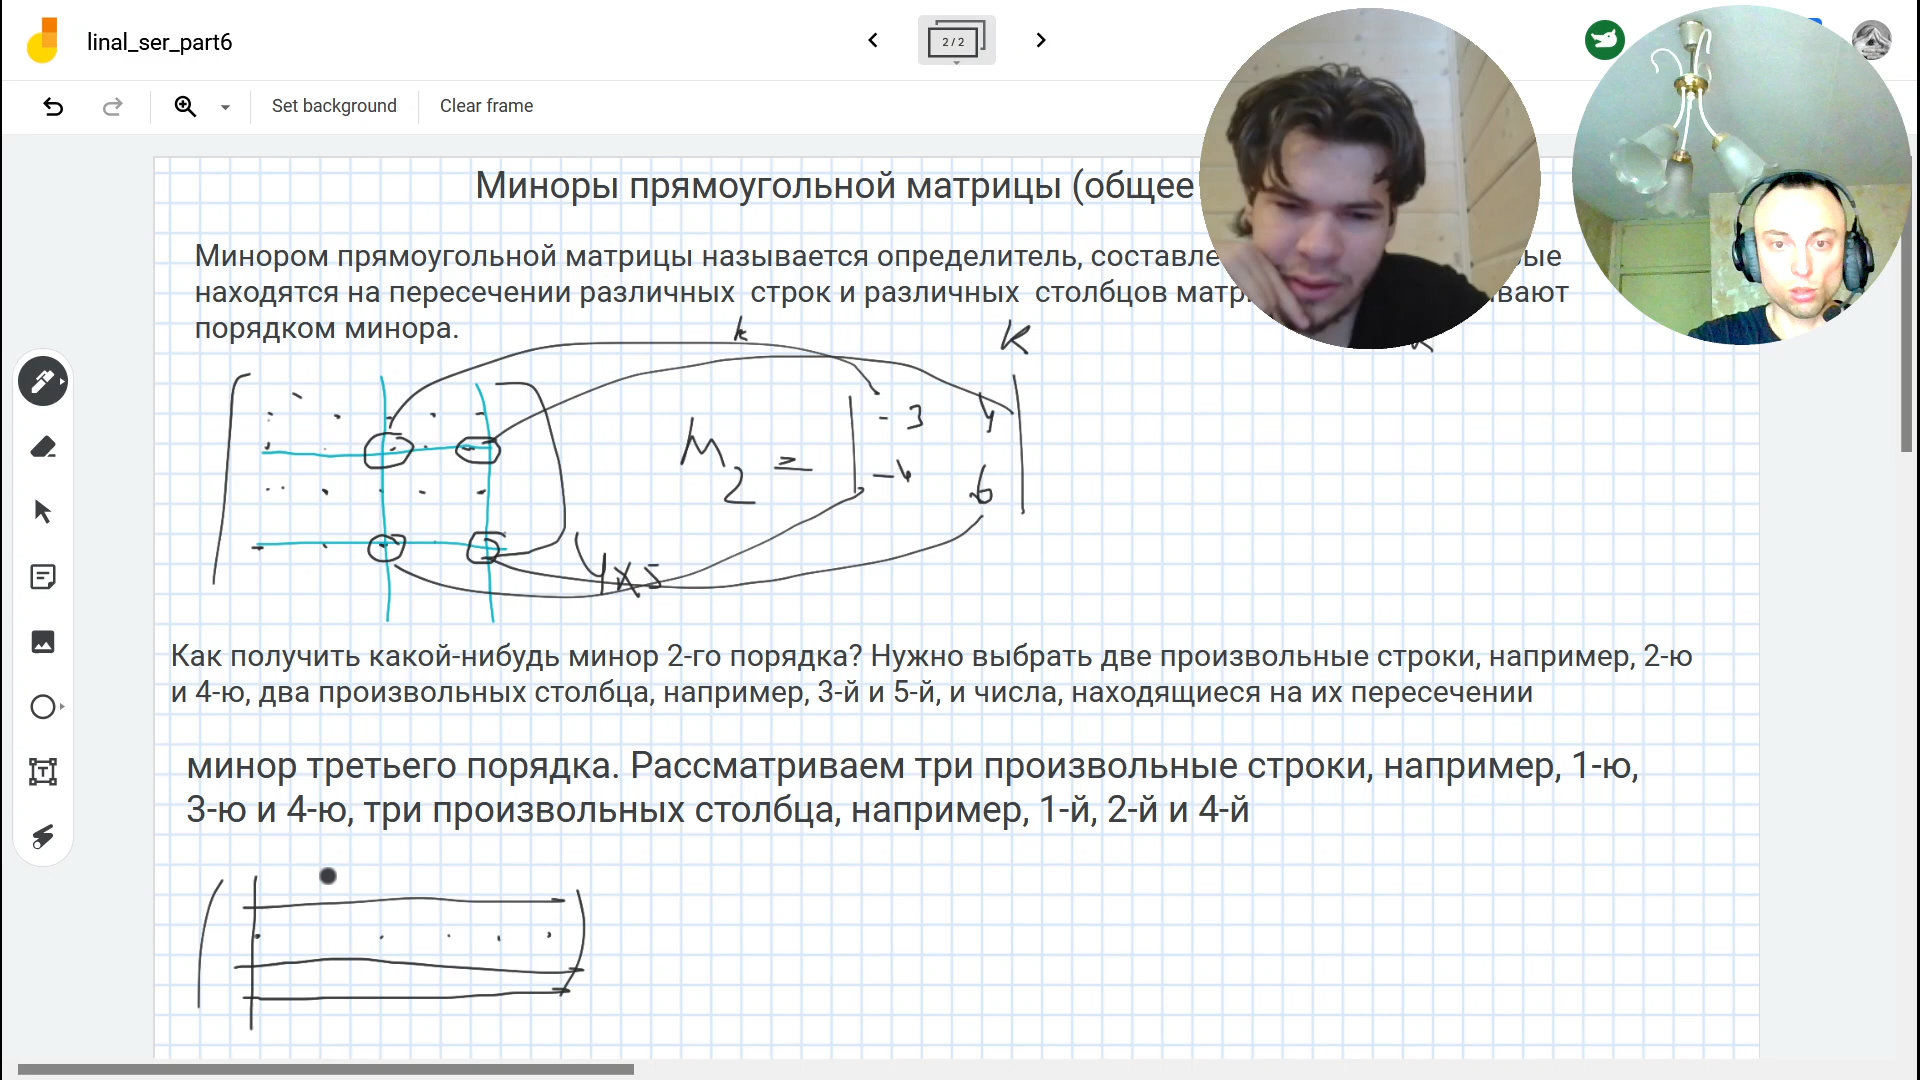 linal_ser_part6
2 / 2
Set background
Clear frame
Миноры прямоугольной матрицы (общее
Минором прямоугольной матрицы называется определитель,
находятся на пересечении различных строк и различных столбцов
порядком минора.
k
K
M2 = | -3 4
-4 6 |
4x5
Как получить какой-нибудь минор 2-го порядка? Нужно выбрать две произвольные строки, например, 2-ю
и 4-ю, два произвольных столбца, например, 3-й и 5-й, и числа, находящиеся на их пересечении
минор третьего порядка. Рассматриваем три произвольные строки, например, 1-ю,
3-ю и 4-ю, три произвольных столбца, например, 1-й, 2-й и 4-й